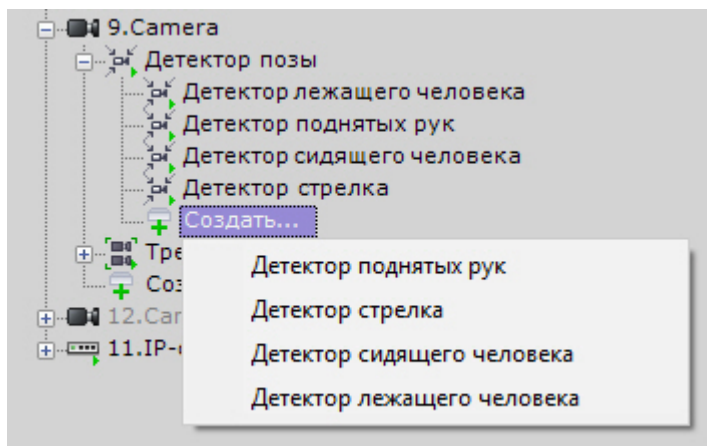 9.Camera
Детектор позы
Детектор лежащего человека
Детектор поднятых рук
Детектор сидящего человека
Детектор стрелка
Создать...
Детектор поднятых рук
Детектор стрелка
Детектор сидящего человека
Детектор лежащего человека